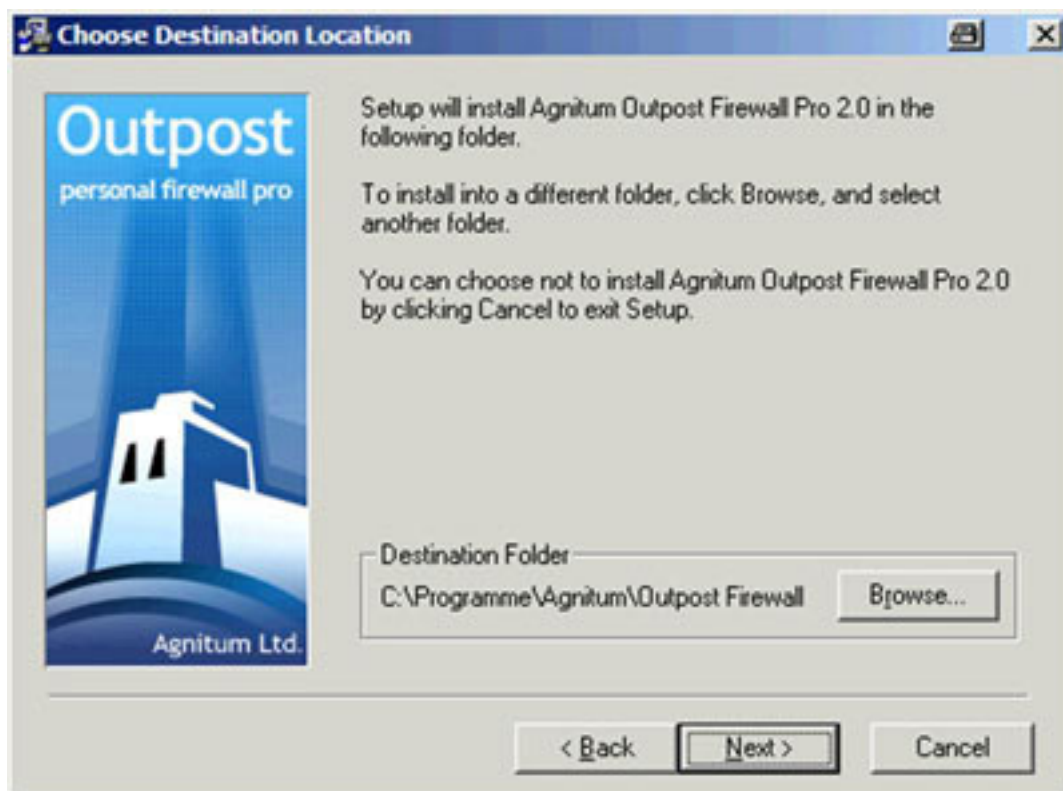 Choose Destination Location
Outpost
personal firewall pro
Agnitum Ltd.
Setup will install Agnitum Outpost Firewall Pro 2.0 in the
following folder.
To install into a different folder, click Browse, and select
another folder.
You can choose not to install Agnitum Outpost Firewall Pro 2.0
by clicking Cancel to exit Setup.
Destination Folder
C:\Programme\Agnitum\Outpost Firewall
Browse...
< Back
Next >
Cancel